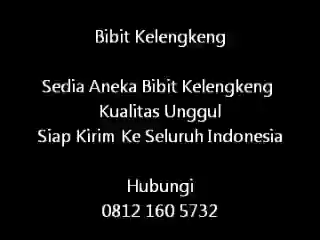 Bibit Kelengkeng
Sedia Aneka Bibit Kelengkeng
Kualitas Unggul
Siap Kirim Ke Seluruh Indonesia
Hubungi
0812 160 5732